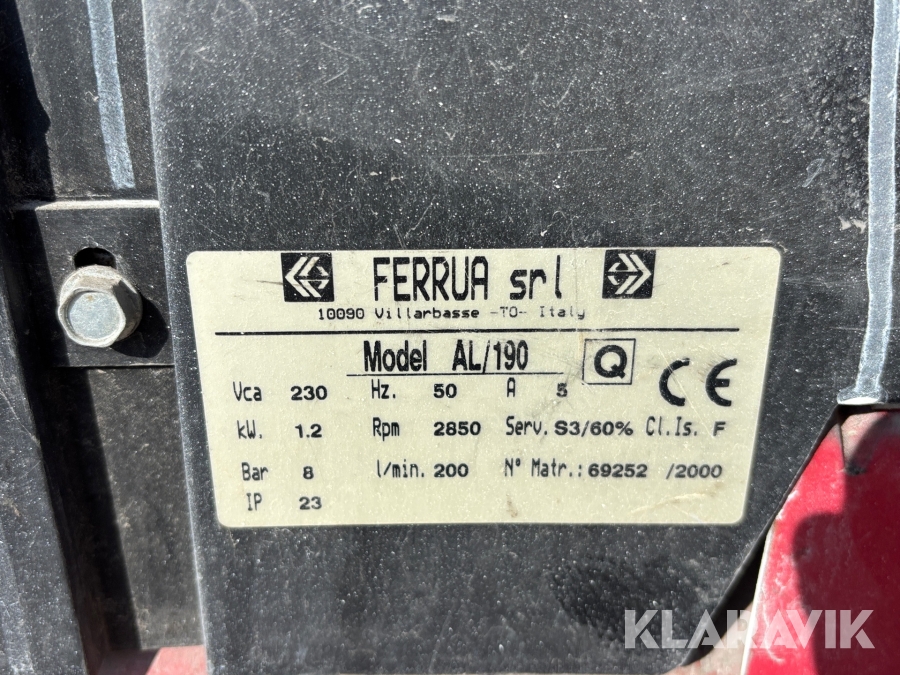 FERRUA srl
10090 Villarbasse -TO- Italy
Model AL/190 Q CE
Vca 230 Hz. 50 A 5
kW. 1.2 Rpm 2850 Serv. S3/60% Cl.Is. F
Bar 8 l/min. 200 N° Matr.: 69252 /2000
IP 23
KLARAVIK